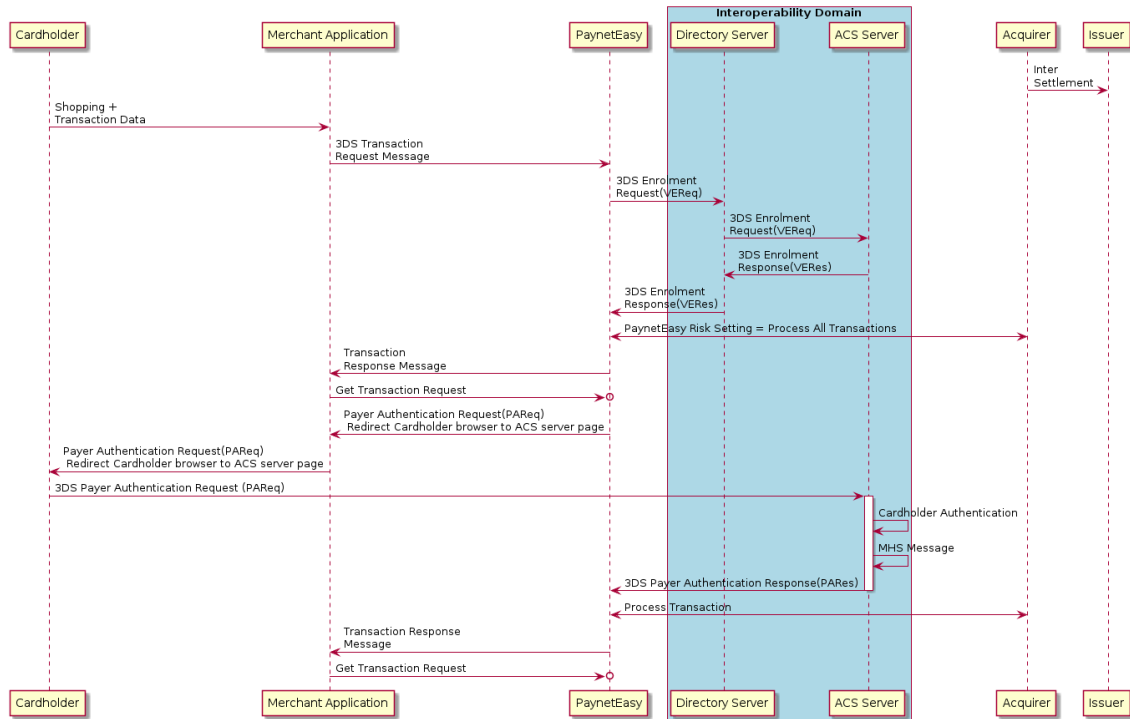 Interoperability Domain
Cardholder
Merchant Application
PaynetEasy
Directory Server
ACS Server
Acquirer
Issuer
Inter
Settlement
Shopping +
Transaction Data
3DS Transaction
Request Message
3DS Enrolment
Request(VEReq)
3DS Enrolment
Request(VEReq)
3DS Enrolment
Response(VERes)
3DS Enrolment
Response(VERes)
PaynetEasy Risk Setting = Process All Transactions
Transaction
Response Message
Get Transaction Request
Payer Authentication Request(PAReq)
Redirect Cardholder browser to ACS server page
Payer Authentication Request(PAReq)
Redirect Cardholder browser to ACS server page
3DS Payer Authentication Request (PAReq)
Cardholder Authentication
MHS Message
3DS Payer Authentication Response(PARes)
Process Transaction
Transaction Response
Message
Get Transaction Request
Cardholder
Merchant Application
PaynetEasy
Directory Server
ACS Server
Acquirer
Issuer